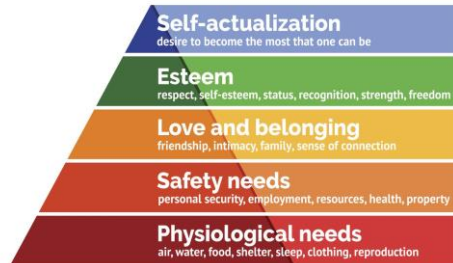 Self-actualization
desire to become the most that one can be
Esteem
respect, self-esteem, status, recognition, strength, freedom
Love and belonging
friendship, intimacy, family, sense of connection
Safety needs
personal security, employment, resources, health, property
Physiological needs
air, water, food, shelter, sleep, clothing, reproduction